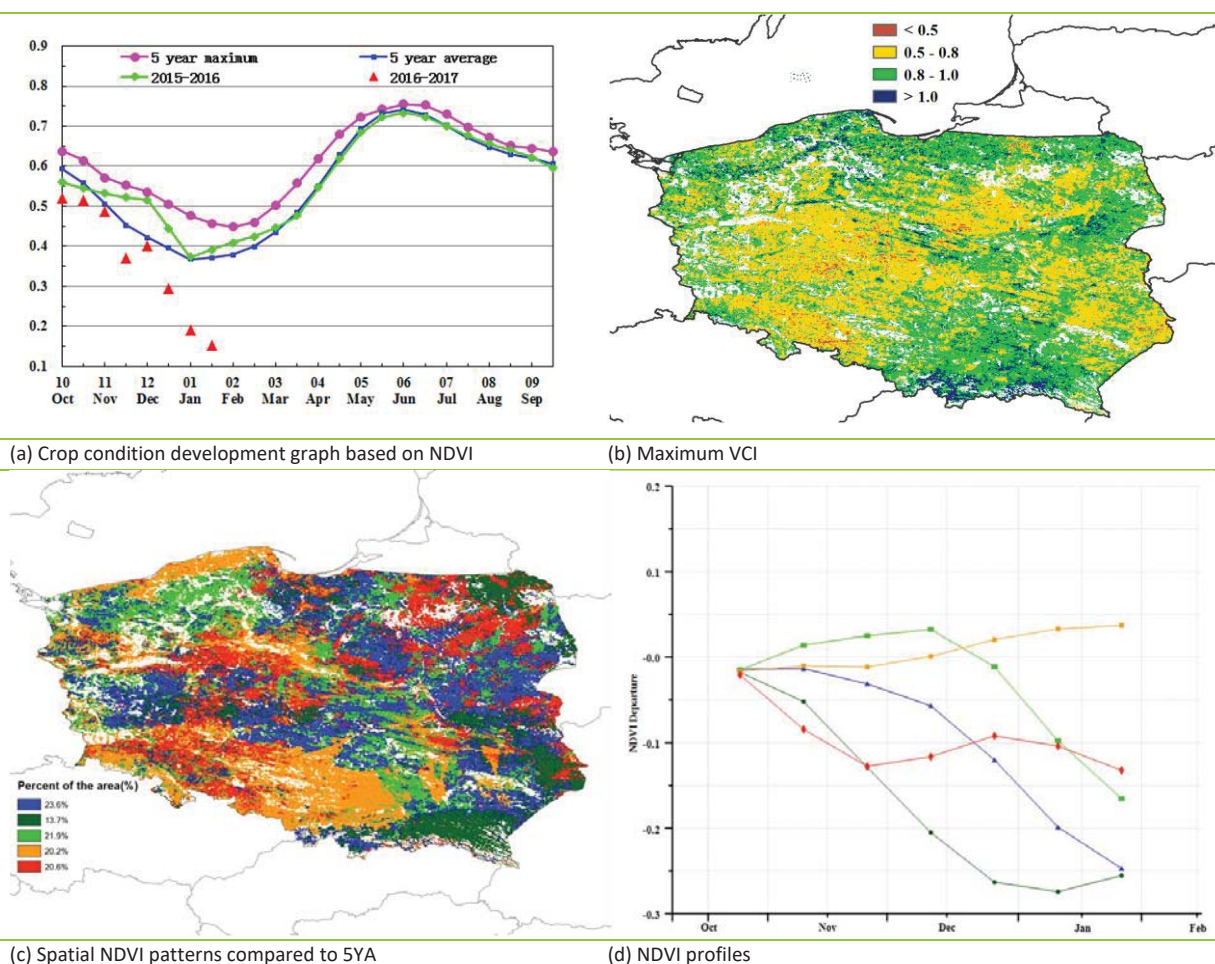 0.9
0.8
0.7
0.6
0.5
0.4
0.3
0.2
0.1
5 year maximum
5 year average
2015-2016
2016-2017
10 11 12 01 02 03 04 05 06 07 08 09
Oct Nov Dec Jan Feb Mar Apr May Jun Jul Aug Sep
< 0.5
0.5 - 0.8
0.8 - 1.0
> 1.0
(a) Crop condition development graph based on NDVI
(b) Maximum VCI
Percent of the area(%)
23.6%
13.7%
21.9%
20.2%
20.6%
0.2
0.1
-0.0
-0.1
-0.2
-0.3
NDVI Departure
Oct Nov Dec Jan Feb
(c) Spatial NDVI patterns compared to 5YA
(d) NDVI profiles